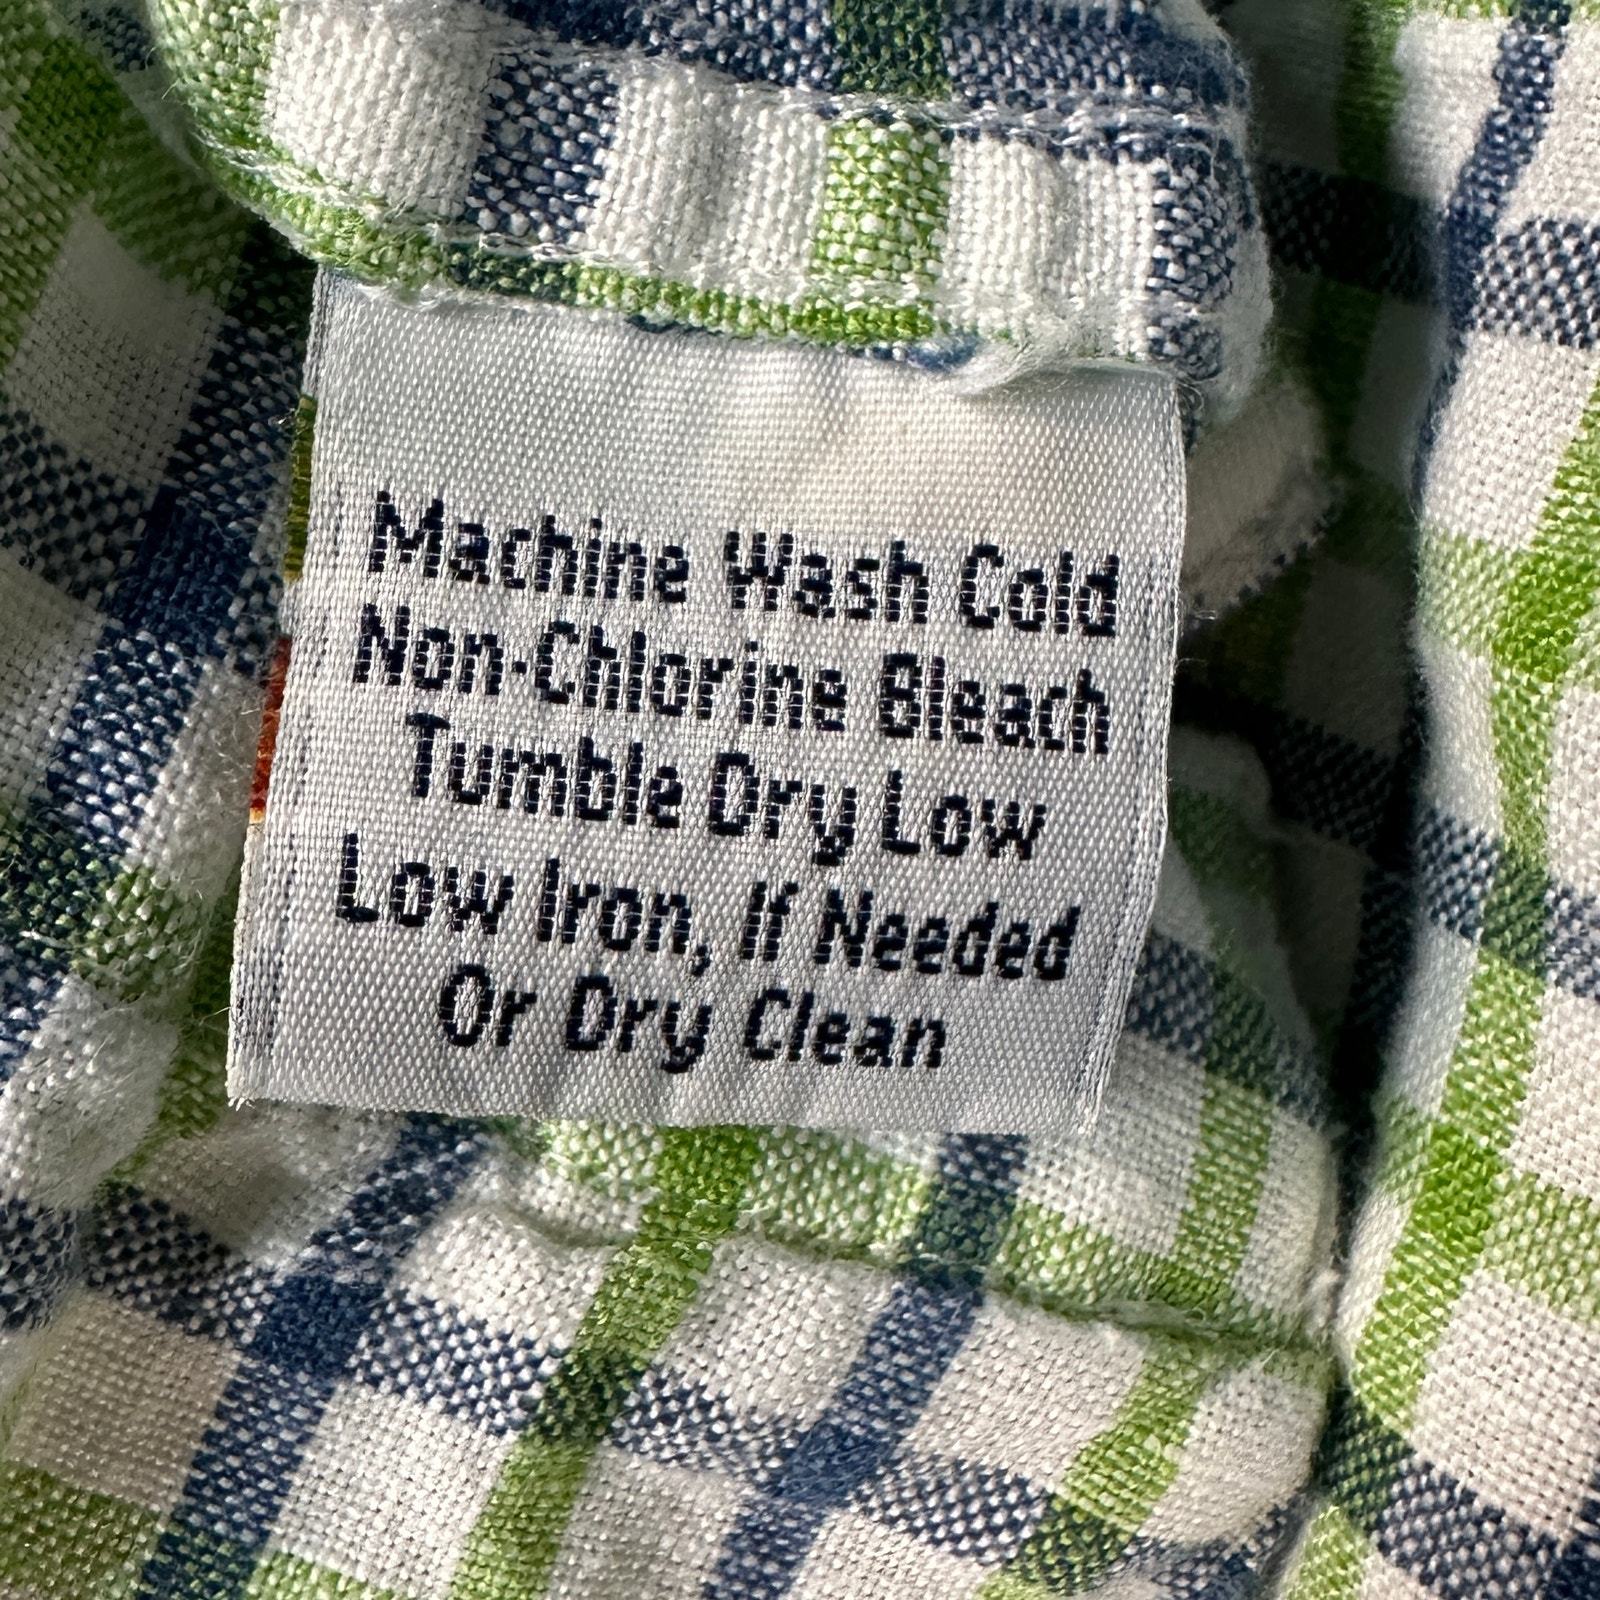 Machine Wash Cold
Non-Chlorine Bleach
Tumble Dry Low
Low Iron, If Needed
Or Dry Clean